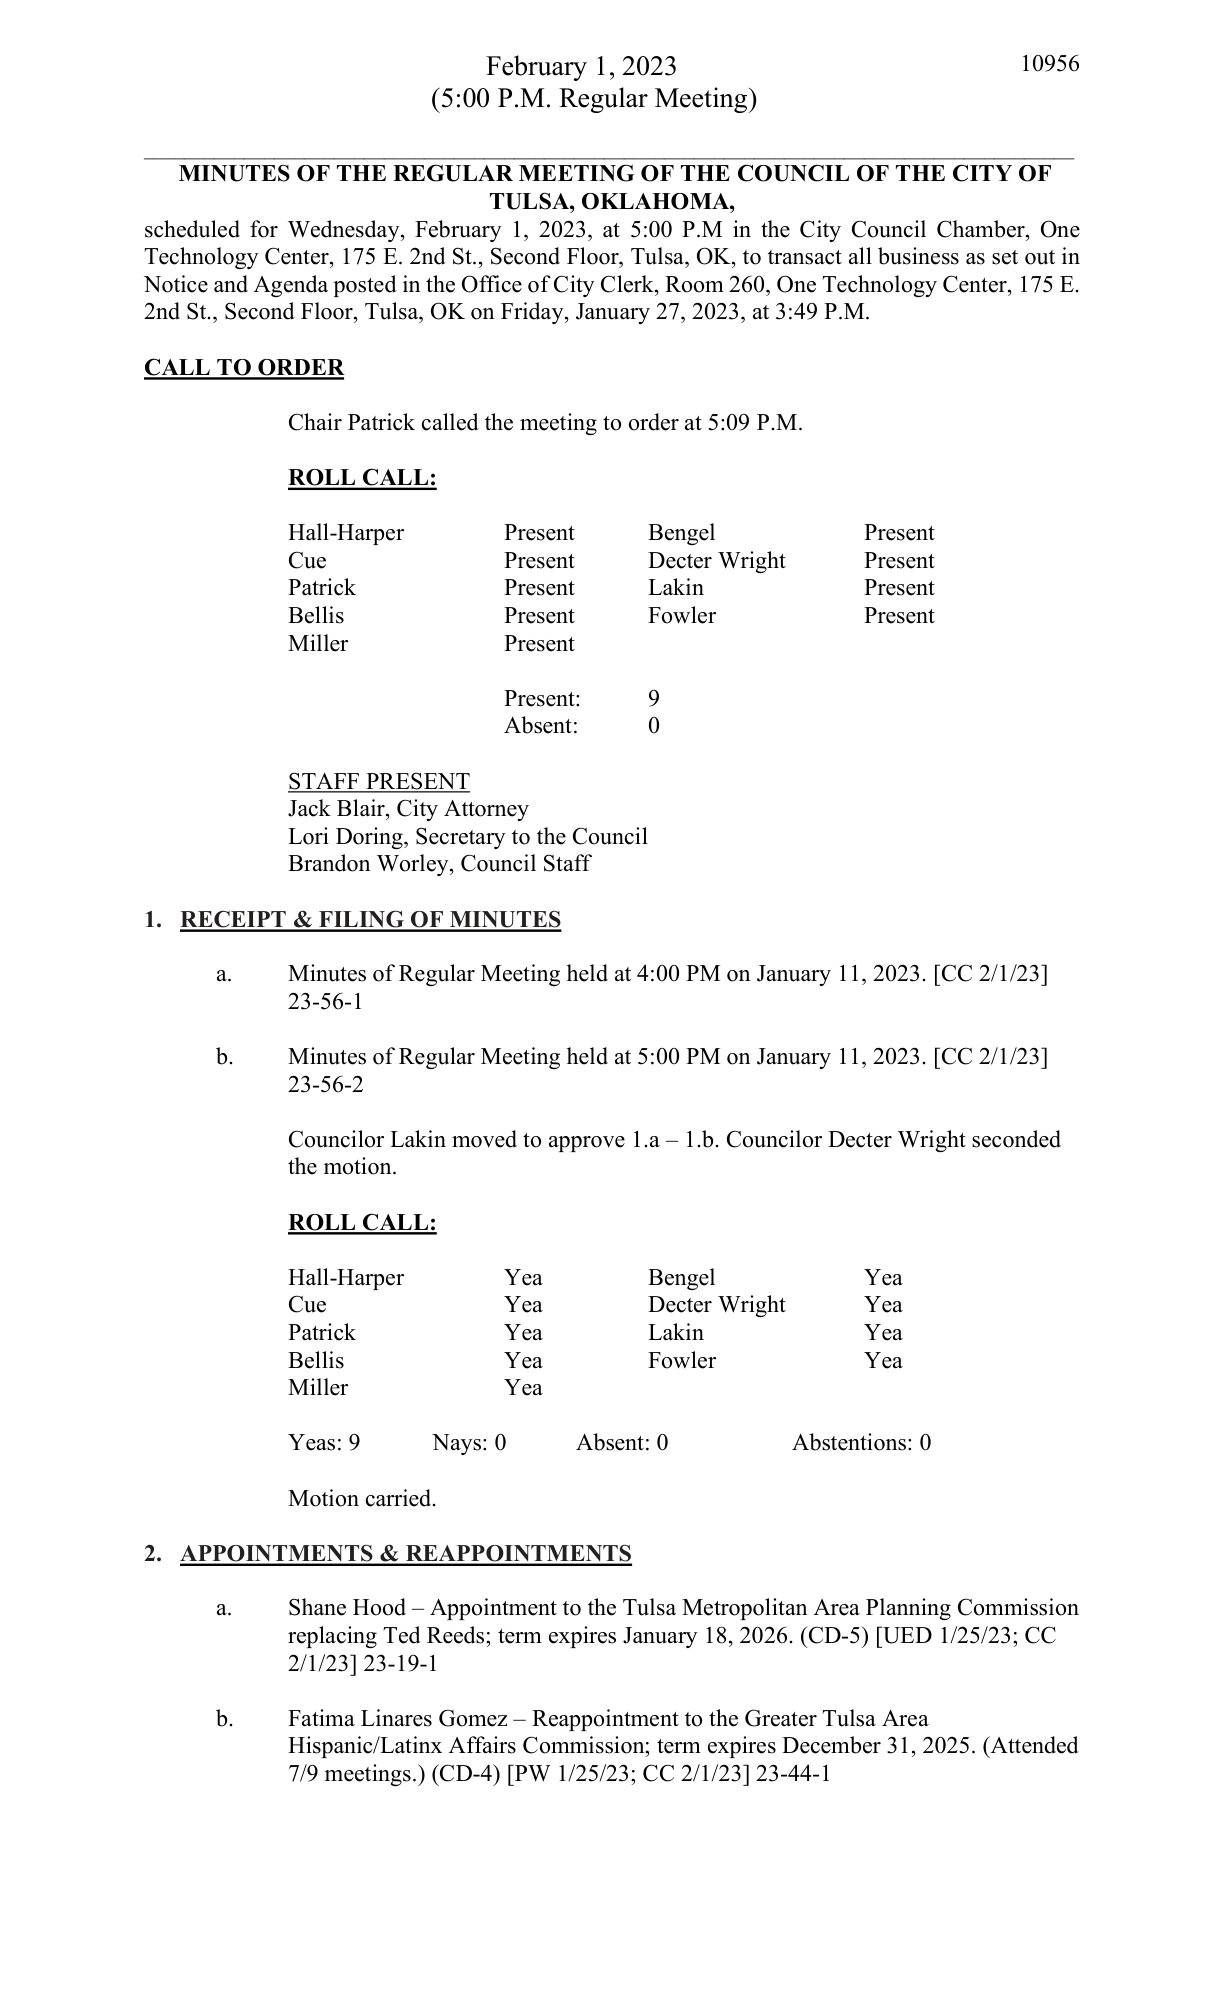 February 1, 2023
10956
(5:00 P.M. Regular Meeting)
MINUTES OF THE REGULAR MEETING OF THE COUNCIL OF THE CITY OF
TULSA, OKLAHOMA,
scheduled for Wednesday, February 1, 2023, at 5:00 P.M in the City Council Chamber, One
Technology Center, 175 E. 2nd St., Second Floor, Tulsa, OK, to transact all business as set out in
Notice and Agenda posted in the Office of City Clerk, Room 260, One Technology Center, 175 E.
2nd St., Second Floor, Tulsa, OK on Friday, January 27, 2023, at 3:49 P.M.
CALL TO ORDER
Chair Patrick called the meeting to order at 5:09 P.M.
ROLL CALL:
Hall-Harper Present Bengel Present
Cue Present Decter Wright Present
Patrick Present Lakin Present
Bellis Present Fowler Present
Miller Present
Present: 9
Absent: 0
STAFF PRESENT
Jack Blair, City Attorney
Lori Doring, Secretary to the Council
Brandon Worley, Council Staff
1. RECEIPT & FILING OF MINUTES
a. Minutes of Regular Meeting held at 4:00 PM on January 11, 2023. [CC 2/1/23]
23-56-1
b. Minutes of Regular Meeting held at 5:00 PM on January 11, 2023. [CC 2/1/23]
23-56-2
Councilor Lakin moved to approve 1.a – 1.b. Councilor Decter Wright seconded
the motion.
ROLL CALL:
Hall-Harper Yea Bengel Yea
Cue Yea Decter Wright Yea
Patrick Yea Lakin Yea
Bellis Yea Fowler Yea
Miller Yea
Yeas: 9 Nays: 0 Absent: 0 Abstentions: 0
Motion carried.
2. APPOINTMENTS & REAPPOINTMENTS
a. Shane Hood – Appointment to the Tulsa Metropolitan Area Planning Commission
replacing Ted Reeds; term expires January 18, 2026. (CD-5) [UED 1/25/23; CC
2/1/23] 23-19-1
b. Fatima Linares Gomez – Reappointment to the Greater Tulsa Area
Hispanic/Latinx Affairs Commission; term expires December 31, 2025. (Attended
7/9 meetings.) (CD-4) [PW 1/25/23; CC 2/1/23] 23-44-1